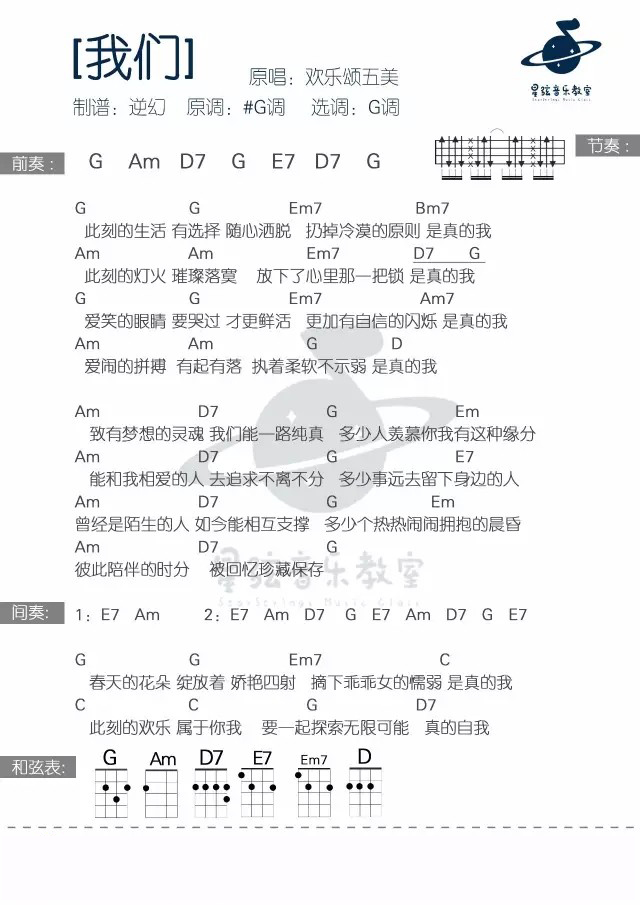 [我们]
原唱：欢乐颂五美
制谱：逆幻 原调：#G调 选调：G调
星弦音乐教室
StarStrings Music Class
前奏： G Am D7 G E7 D7 G
节奏：
G G Em7 Bm7
此刻的生活 有选择 随心洒脱 扔掉冷漠的原则 是真的我
Am Am Em7 D7 G
此刻的灯火 璀璨落寞 放下了心里那一把锁 是真的我
G G Em7 Am7
爱笑的眼睛 要哭过 才更鲜活 更加有自信的闪烁 是真的我
Am Am G D
爱闹的拼搏 有起有落 执着柔软不示弱 是真的我
Am D7 G Em
致有梦想的灵魂 我们能一路纯真 多少人羡慕你我有这种缘分
Am D7 G E7
能和我相爱的人 去追求不离不分 多少事远去留下身边的人
Am D7 G Em
曾经是陌生的人 如今能相互支撑 多少个热热闹闹拥抱的晨昏
Am D7 G
彼此陪伴的时分 被回忆珍藏保存
星弦音乐教室
StarStrings Music Class
间奏: 1：E7 Am 2：E7 Am D7 G E7 Am D7 G E7
G G Em7 C
春天的花朵 绽放着 娇艳四射 摘下乖乖女的懦弱 是真的我
C C G D7
此刻的欢乐 属于你我 要一起探索无限可能 真的自我
和弦表: G Am D7 E7 Em7 D